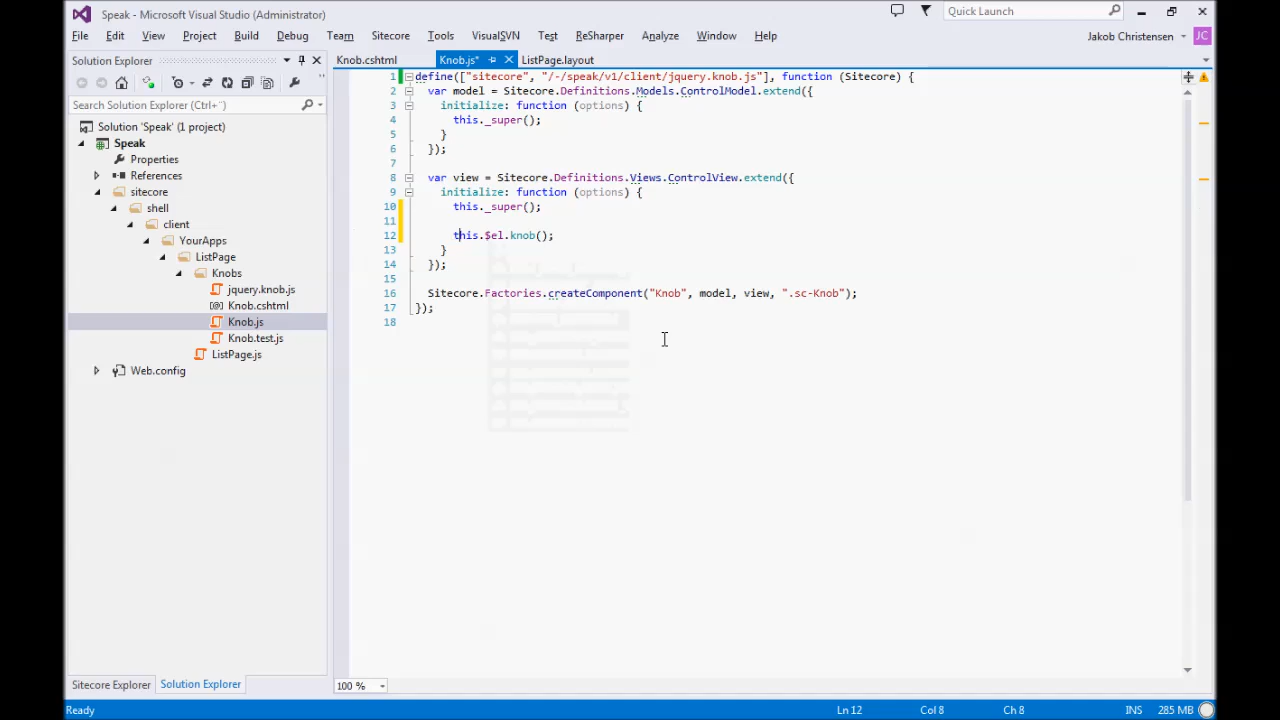 Speak - Microsoft Visual Studio (Administrator)
Quick Launch
File Edit View Project Build Debug Team Sitecore Tools VisualSVN Test ReSharper Analyze Window Help
Jakob Christensen JC
Solution Explorer
Search Solution Explorer (Ctrl+¨)
Solution 'Speak' (1 project)
Speak
Properties
References
sitecore
shell
client
YourApps
ListPage
Knobs
jquery.knob.js
Knob.cshtml
Knob.js
Knob.test.js
ListPage.js
Web.config
Sitecore Explorer Solution Explorer
Knob.cshtml Knob.js* ListPage.layout
1 define(["sitecore", "/-/speak/v1/client/jquery.knob.js"], function (Sitecore) {
2 var model = Sitecore.Definitions.Models.ControlModel.extend({
3 initialize: function (options) {
4 this._super();
5 }
6 });
7
8 var view = Sitecore.Definitions.Views.ControlView.extend({
9 initialize: function (options) {
10 this._super();
11
12 this.$el.knob();
13 }
14 });
15
16 Sitecore.Factories.createComponent("Knob", model, view, ".sc-Knob");
17 });
18
100 %
Ready Ln 12 Col 8 Ch 8 INS 285 MB